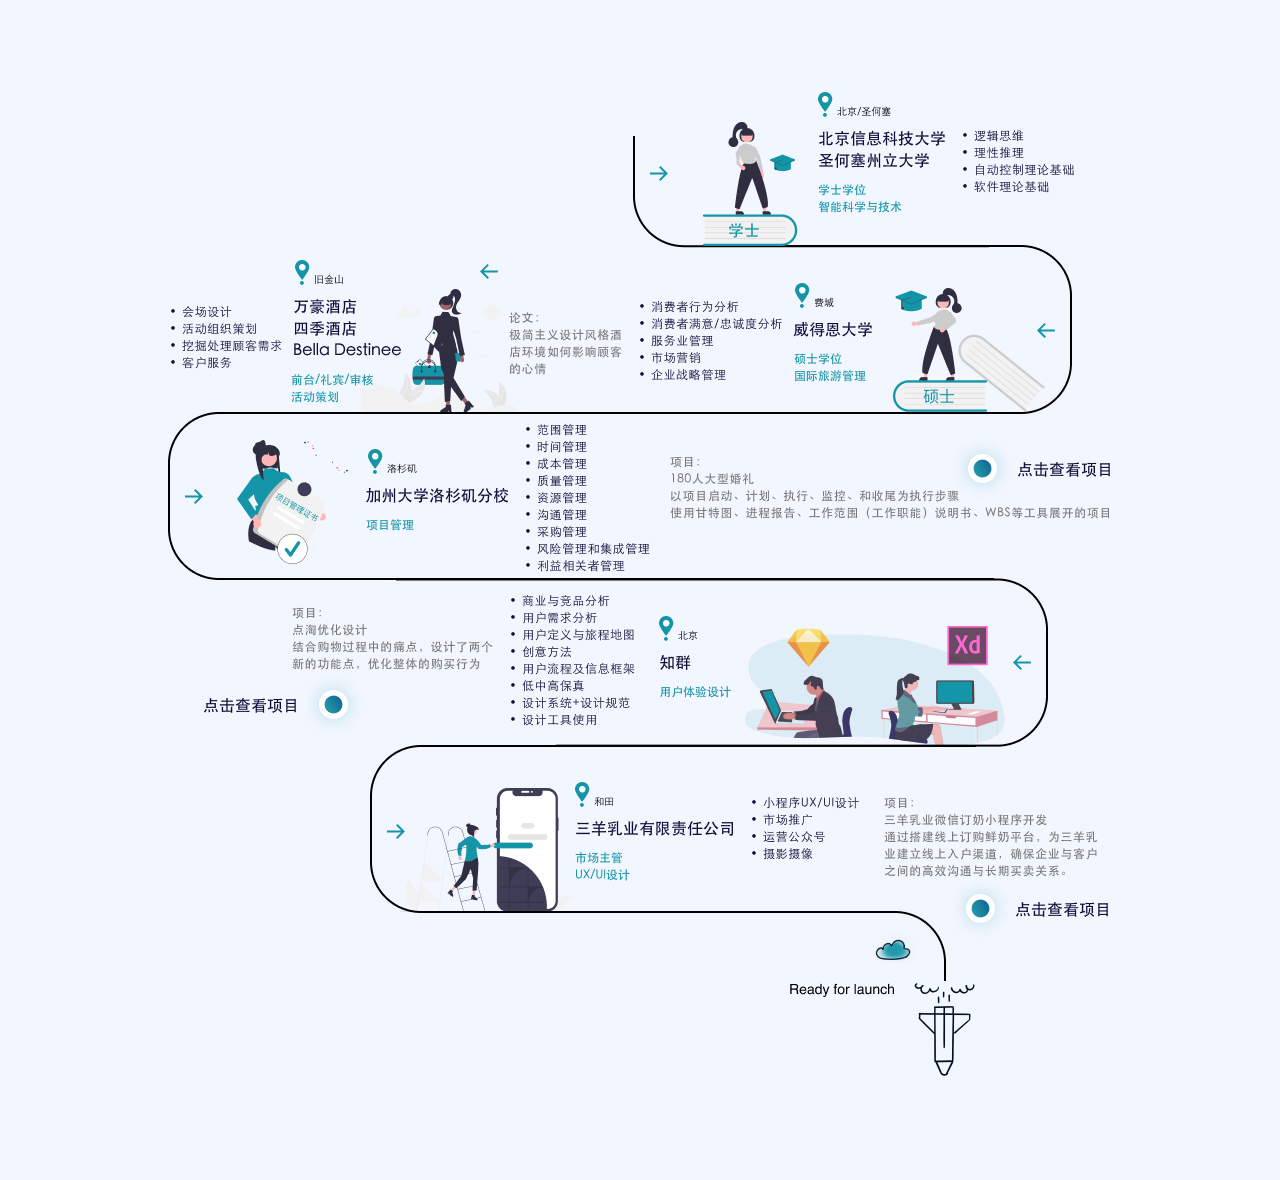 北京/圣何塞
北京信息科技大学
圣何塞州立大学
学士学位
智能科学与技术
• 逻辑思维
• 理性推理
• 自动控制理论基础
• 软件理论基础
学士
旧金山
万豪酒店
四季酒店
Bella Destinee
前台/礼宾/审核
活动策划
• 会场设计
• 活动组织策划
• 挖掘处理顾客需求
• 客户服务
论文：
极简主义设计风格酒
店环境如何影响顾客
的心情
• 消费者行为分析
• 消费者满意/忠诚度分析
• 服务业管理
• 市场营销
• 企业战略管理
费城
威得恩大学
硕士学位
国际旅游管理
硕士
项目管理证书
洛杉矶
加州大学洛杉矶分校
项目管理
• 范围管理
• 时间管理
• 成本管理
• 质量管理
• 资源管理
• 沟通管理
• 采购管理
• 风险管理和集成管理
• 利益相关者管理
项目：
180人大型婚礼
以项目启动、计划、执行、监控、和收尾为执行步骤
使用甘特图、进程报告、工作范围（工作职能）说明书、WBS等工具展开的项目
点击查看项目
项目：
点淘优化设计
结合购物过程中的痛点，设计了两个
新的功能点，优化整体的购买行为
点击查看项目
• 商业与竞品分析
• 用户需求分析
• 用户定义与旅程地图
• 创意方法
• 用户流程及信息框架
• 低中高保真
• 设计系统+设计规范
• 设计工具使用
北京
知群
用户体验设计
Xd
和田
三羊乳业有限责任公司
市场主管
UX/UI设计
• 小程序UX/UI设计
• 市场推广
• 运营公众号
• 摄影摄像
项目：
三羊乳业微信订奶小程序开发
通过搭建线上订购鲜奶平台，为三羊乳
业建立线上入户渠道，确保企业与客户
之间的高效沟通与长期买卖关系。
点击查看项目
Ready for launch